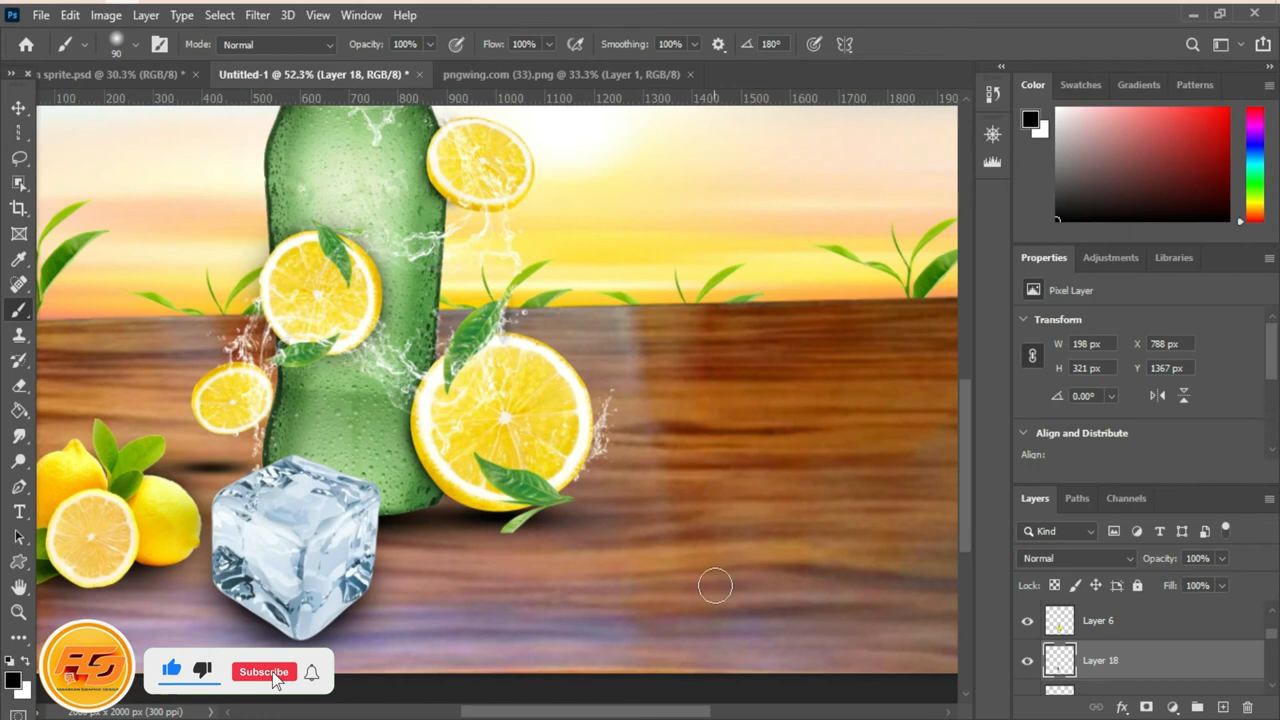 Ps File Edit Image Layer Type Select Filter 3D View Window Help
90 Mode: Normal Opacity: 100% Flow: 100% Smoothing: 100% 180°
n sprite.psd @ 30.3% (RGB/8) * × Untitled-1 @ 52.3% (Layer 18, RGB/8) * × pngwing.com (33).png @ 33.3% (Layer 1, RGB/8) ×
100 200 300 400 500 600 700 800 900 1000 1100 1200 1300 1400 1500 1600 1700 1800 190
Color Swatches Gradients Patterns
Properties Adjustments Libraries
Pixel Layer
Transform
W 198 px X 788 px
H 321 px Y 1367 px
0.00°
Align and Distribute
Align:
Layers Paths Channels
Kind
Normal Opacity: 100%
Lock: Fill: 100%
Layer 6
Layer 18
Subscribe
2000 px x 2000 px (300 ppi)